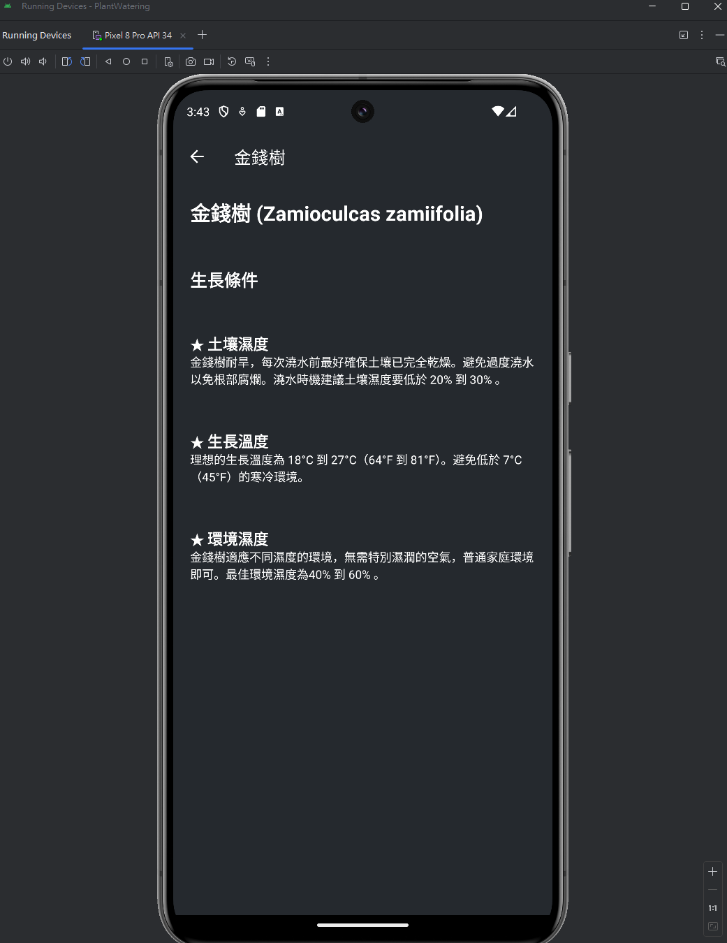 Running Devices - PlantWatering
Running Devices
Pixel 8 Pro API 34
3:43
A
金錢樹
金錢樹 (Zamioculcas zamiifolia)
生長條件
★ 土壤濕度
金錢樹耐旱，每次澆水前最好確保土壤已完全乾燥。避免過度澆水
以免根部腐爛。澆水時機建議土壤濕度要低於 20% 到 30% 。
★ 生長溫度
理想的生長溫度為 18°C 到 27°C（64°F 到 81°F）。避免低於 7°C
（45°F）的寒冷環境。
★ 環境濕度
金錢樹適應不同濕度的環境，無需特別濕潤的空氣，普通家庭環境
即可。最佳環境濕度為40% 到 60% 。
1:1